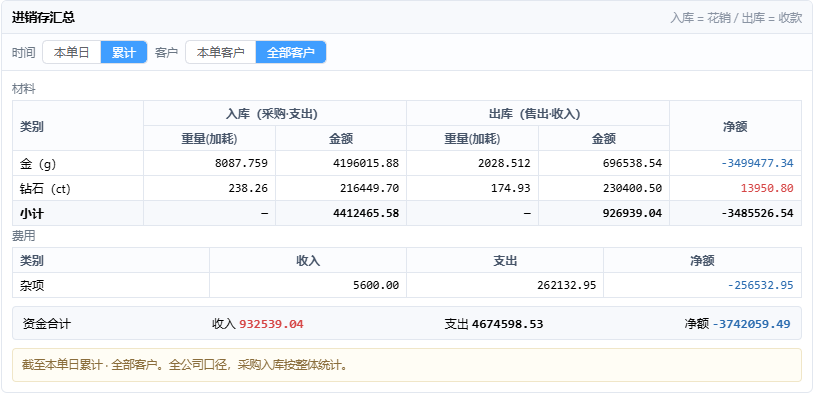 进销存汇总 入库 = 花销 / 出库 = 收款
时间 本单日 累计 客户 本单客户 全部客户
材料
类别 入库（采购·支出） 出库（售出·收入） 净额
重量(加耗) 金额 重量(加耗) 金额
金（g） 8087.759 4196015.88 2028.512 696538.54 -3499477.34
钻石（ct） 238.26 216449.70 174.93 230400.50 13950.80
小计 — 4412465.58 — 926939.04 -3485526.54
费用
类别 收入 支出 净额
杂项 5600.00 262132.95 -256532.95
资金合计 收入 932539.04 支出 4674598.53 净额 -3742059.49
截至本单日累计 · 全部客户。全公司口径，采购入库按整体统计。